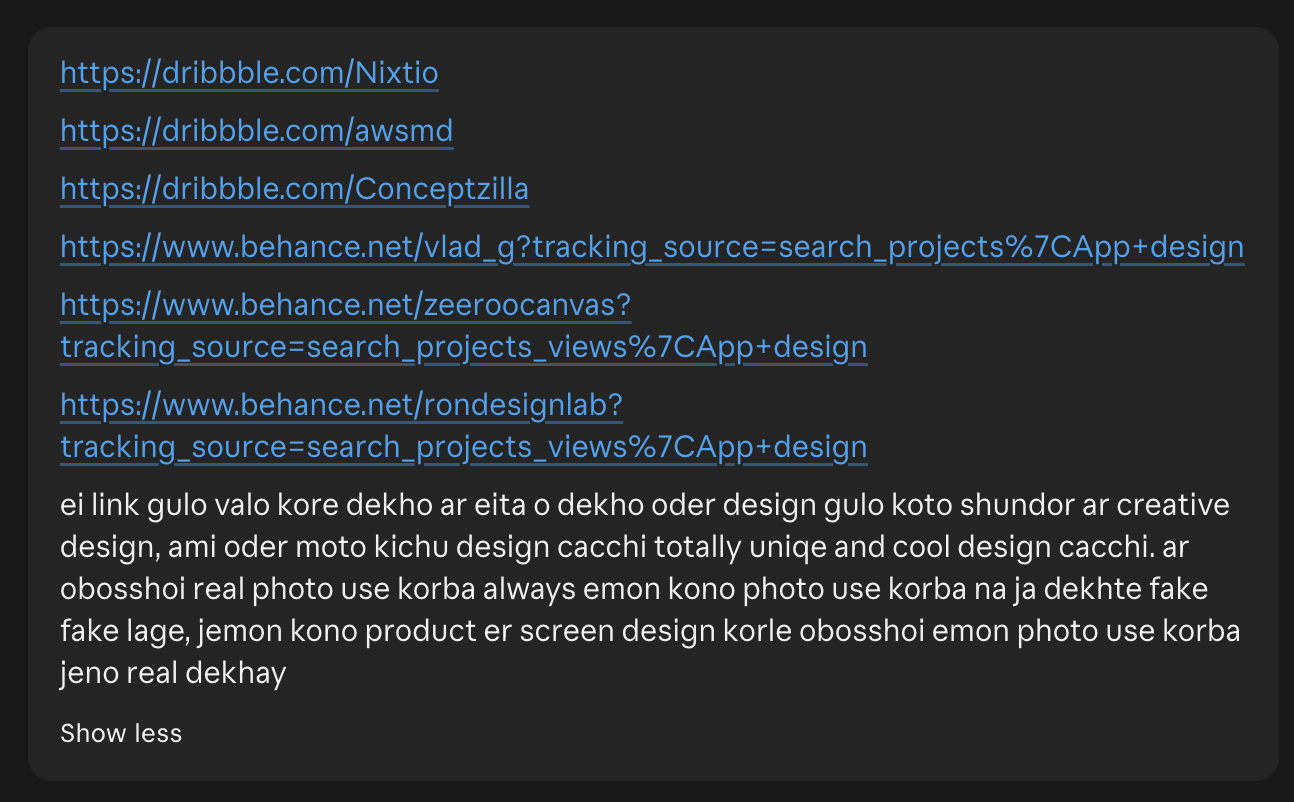 https://dribbble.com/Nixtio
https://dribbble.com/awsmd
https://dribbble.com/Conceptzilla
https://www.behance.net/vlad_g?tracking_source=search_projects%7CApp+design
https://www.behance.net/zeeroocanvas?
tracking_source=search_projects_views%7CApp+design
https://www.behance.net/rondesignlab?
tracking_source=search_projects_views%7CApp+design
ei link gulo valo kore dekho ar eita o dekho oder design gulo koto shundor ar creative
design, ami oder moto kichu design cacchi totally uniqe and cool design cacchi. ar
obosshoi real photo use korba always emon kono photo use korba na ja dekhte fake
fake lage, jemon kono product er screen design korle obosshoi emon photo use korba
jeno real dekhay
Show less